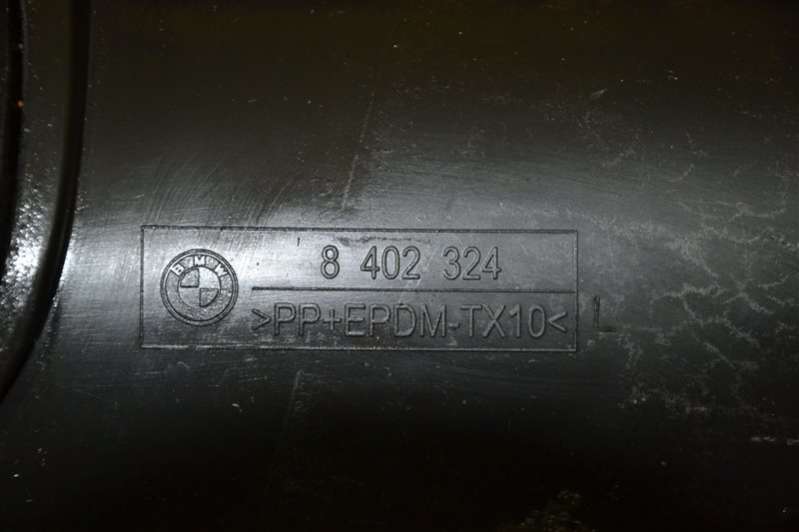 BMW
8 402 324
>PP+EPDM-TX10<
L